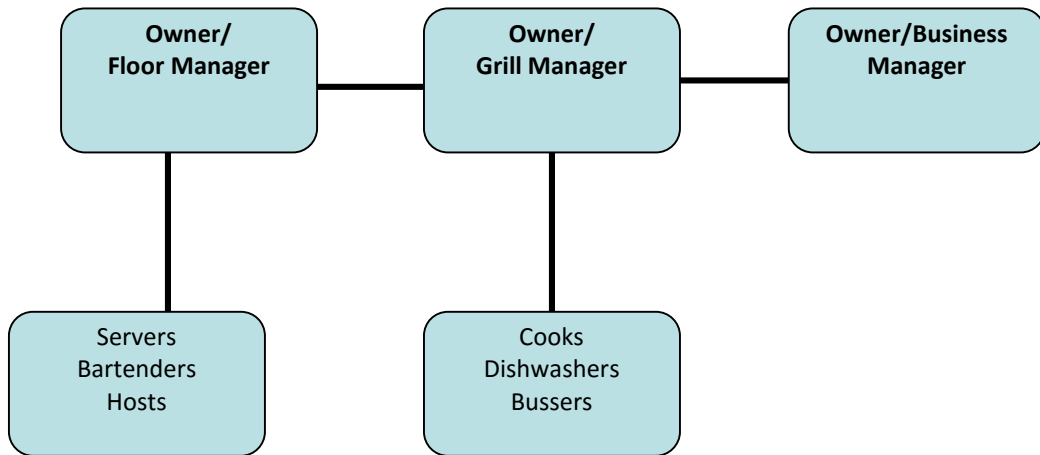 Owner/
Floor Manager
Owner/
Grill Manager
Owner/Business
Manager
Servers
Bartenders
Hosts
Cooks
Dishwashers
Bussers